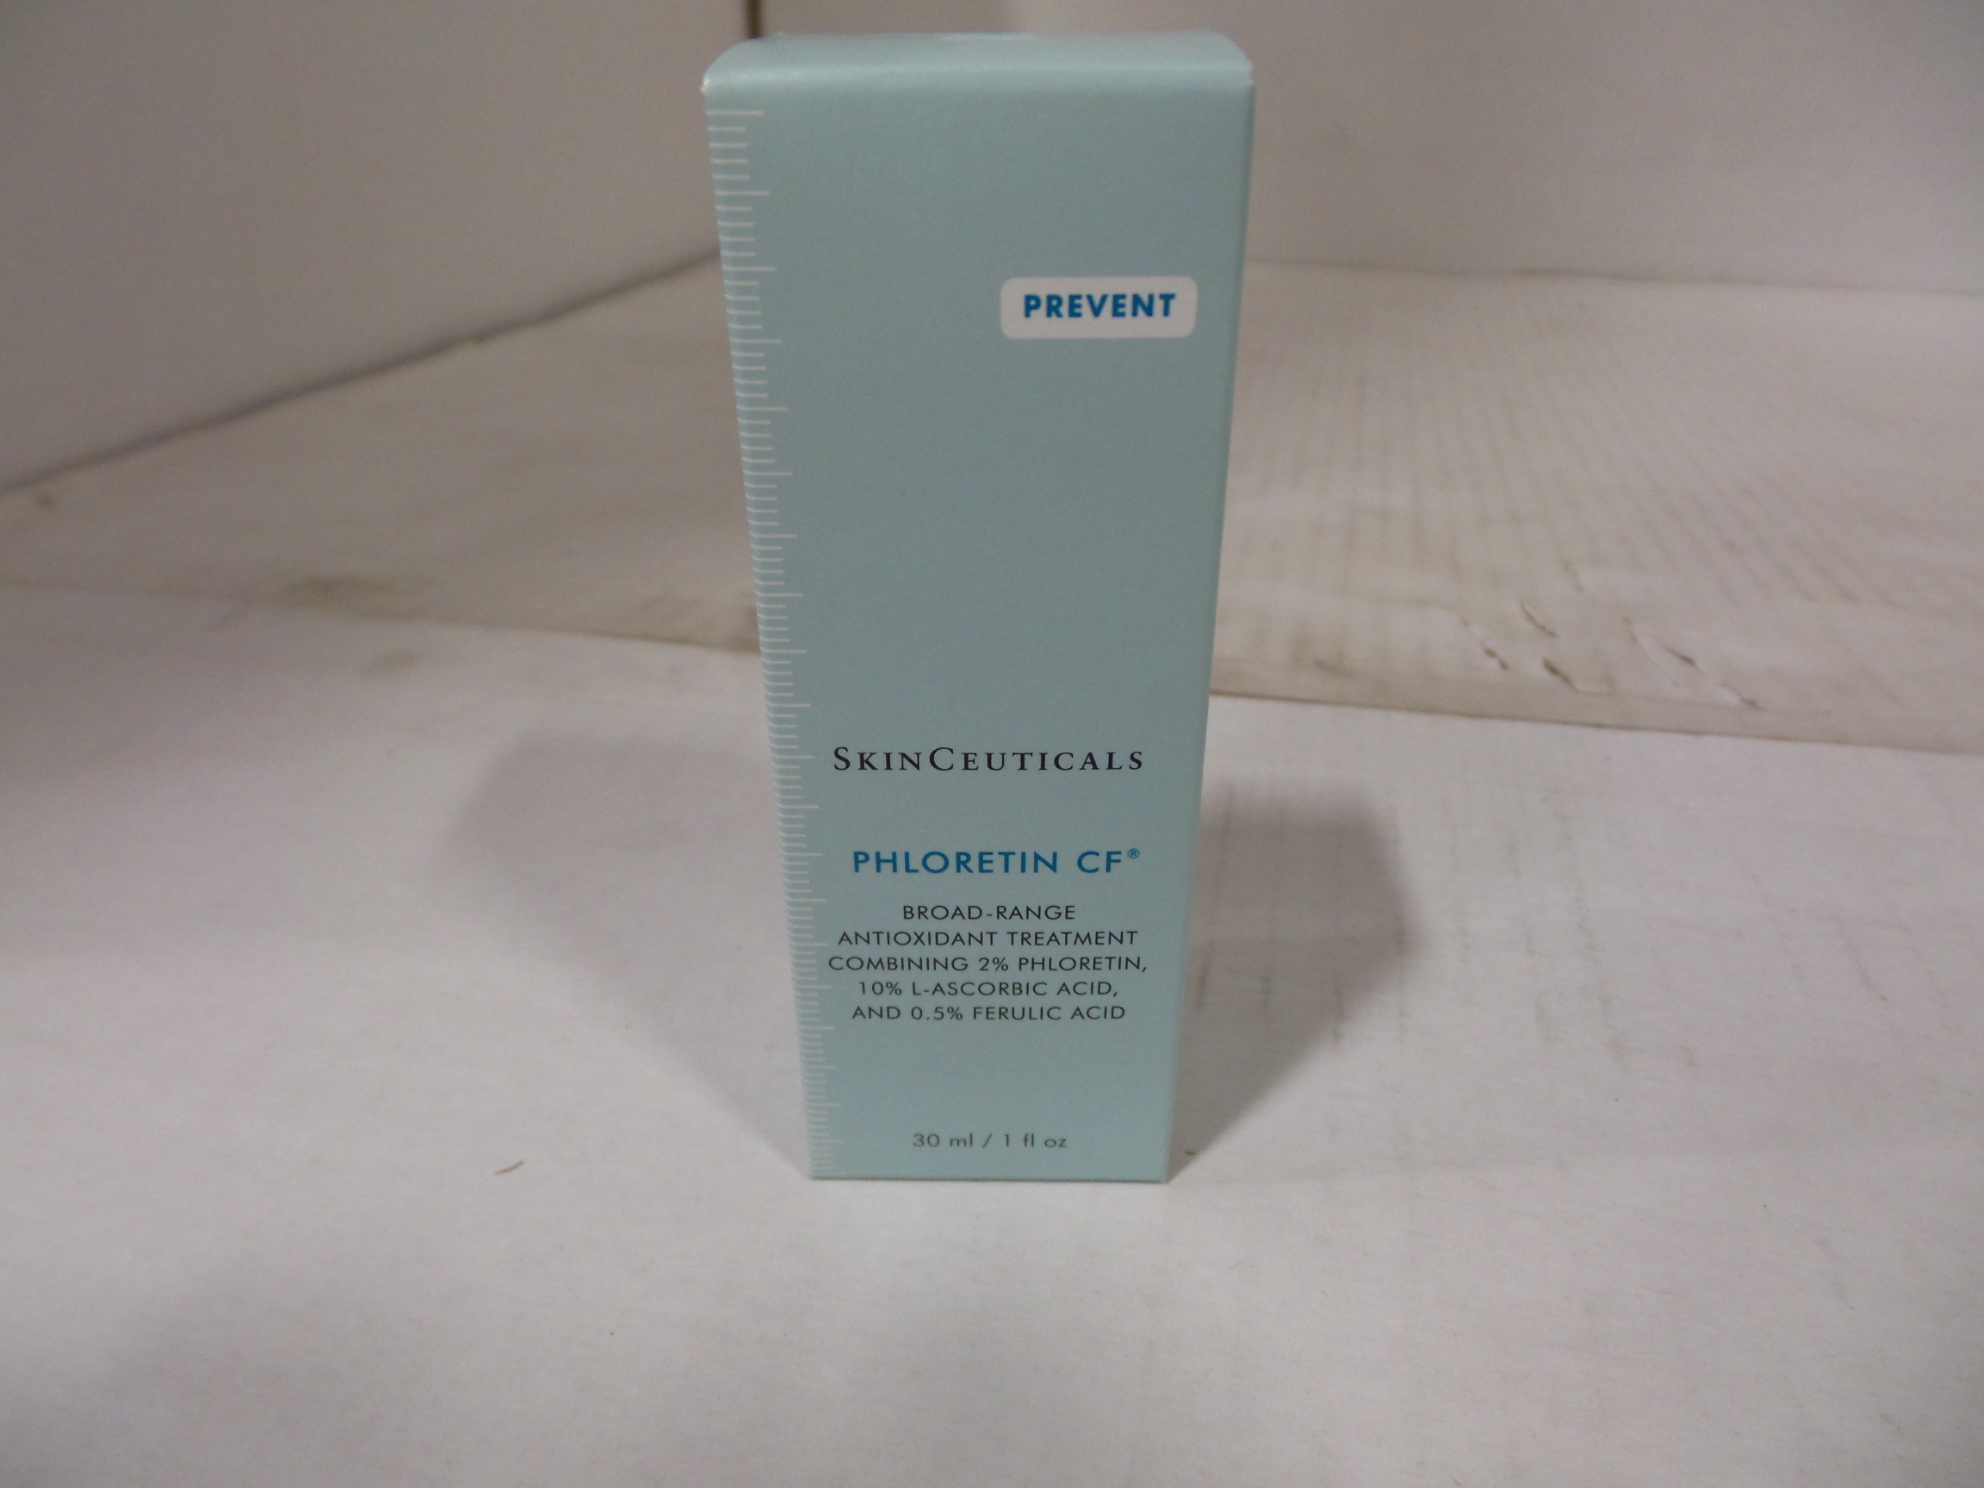 PREVENT
SKINCEUTICALS
PHLORETIN CF®
BROAD-RANGE
ANTIOXIDANT TREATMENT
COMBINING 2% PHLORETIN,
10% L-ASCORBIC ACID,
AND 0.5% FERULIC ACID
30 ml / 1 fl oz